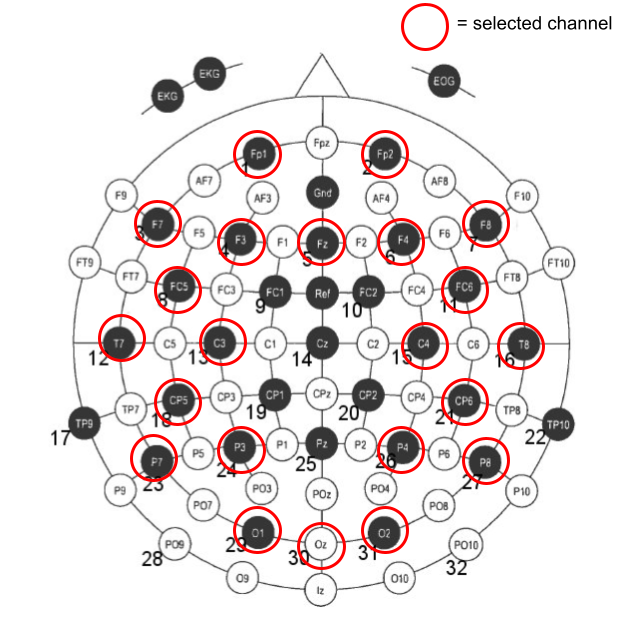 = selected channel
EKG EKG EOG
Fpz
Fp1 Fp2
1 2
AF7 AF8
F9 Gnd F10
AF3 AF4
F7 F8
3 F5 F3 F1 Fz F2 F4 F6 7
4 5 6
FT9 FT10
FT7 FC5 FC3 FC1 Ref FC2 FC4 FC6 FT8
8 9 10 11
T7 C5 C3 C1 Cz C2 C4 C6 T8
12 13 14 15 16
TP7 CP5 CP3 CP1 CPz CP2 CP4 CP6 TP8
18 19 20 21
TP9 TP10
17 22
P7 P5 P3 P1 Pz P2 P4 P6 P8
23 24 25 26 27
P9 PO3 POz PO4 P10
PO7 PO8
O1 Oz O2
29 30 31
PO9 PO10
28 32
O9 O10
Iz